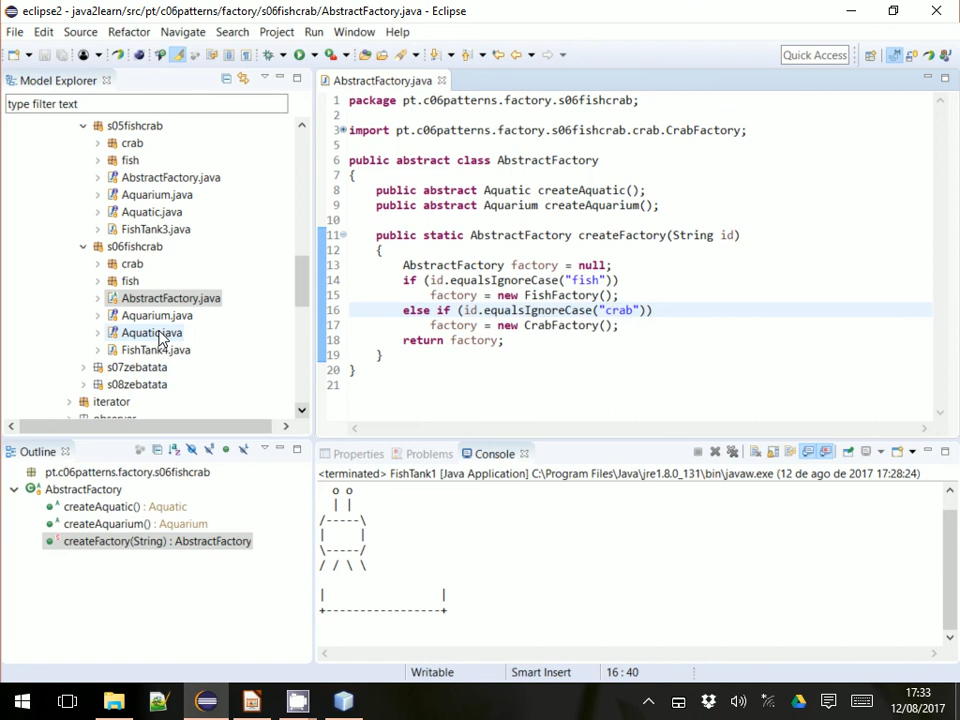 eclipse2 - java2learn/src/pt/c06patterns/factory/s06fishcrab/AbstractFactory.java - Eclipse
File Edit Source Refactor Navigate Search Project Run Window Help
Quick Access
Model Explorer
type filter text
s05fishcrab
crab
fish
AbstractFactory.java
Aquarium.java
Aquatic.java
FishTank3.java
s06fishcrab
crab
fish
AbstractFactory.java
Aquarium.java
Aquatic.java
FishTank4.java
s07zebatata
s08zebatata
iterator
observer
AbstractFactory.java
1 package pt.c06patterns.factory.s06fishcrab;
2
3 import pt.c06patterns.factory.s06fishcrab.crab.CrabFactory;
5
6 public abstract class AbstractFactory
7 {
8 public abstract Aquatic createAquatic();
9 public abstract Aquarium createAquarium();
10
11 public static AbstractFactory createFactory(String id)
12 {
13 AbstractFactory factory = null;
14 if (id.equalsIgnoreCase("fish"))
15 factory = new FishFactory();
16 else if (id.equalsIgnoreCase("crab"))
17 factory = new CrabFactory();
18 return factory;
19 }
20 }
21
Outline
pt.c06patterns.factory.s06fishcrab
AbstractFactory
createAquatic() : Aquatic
createAquarium() : Aquarium
createFactory(String) : AbstractFactory
Properties Problems Console
<terminated> FishTank1 [Java Application] C:\Program Files\Java\jre1.8.0_131\bin\javaw.exe (12 de ago de 2017 17:28:24)
o o
| |
/-----\
| |
\-----/
/ / \ \
| |
+-----------------+
Writable Smart Insert 16 : 40
17:33
12/08/2017